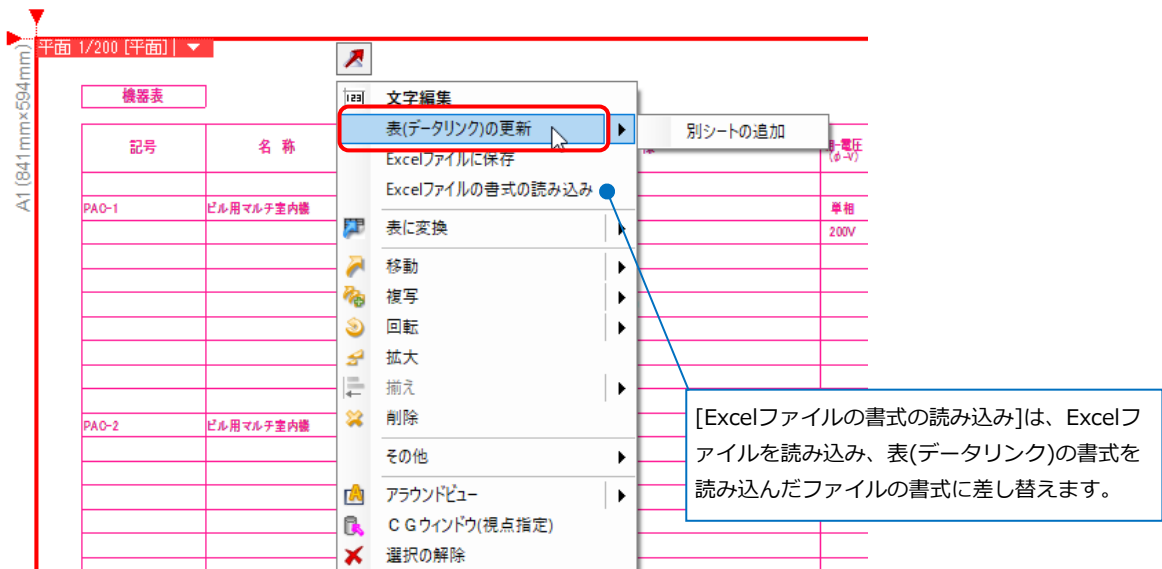 平面 1/200 [平面]
A1 (841mm×594mm)
機器表
記号
名 称
相-電圧
(φ-V)
PAC-1
ビル用マルチ室内機
単相
200V
PAC-2
ビル用マルチ室内機
文字編集
表(データリンク)の更新
別シートの追加
Excelファイルに保存
Excelファイルの書式の読み込み
表に変換
移動
複写
回転
拡大
揃え
削除
その他
アラウンドビュー
CGウィンドウ(視点指定)
選択の解除
[Excelファイルの書式の読み込み]は、Excelフ
ァイルを読み込み、表(データリンク)の書式を
読み込んだファイルの書式に差し替えます。